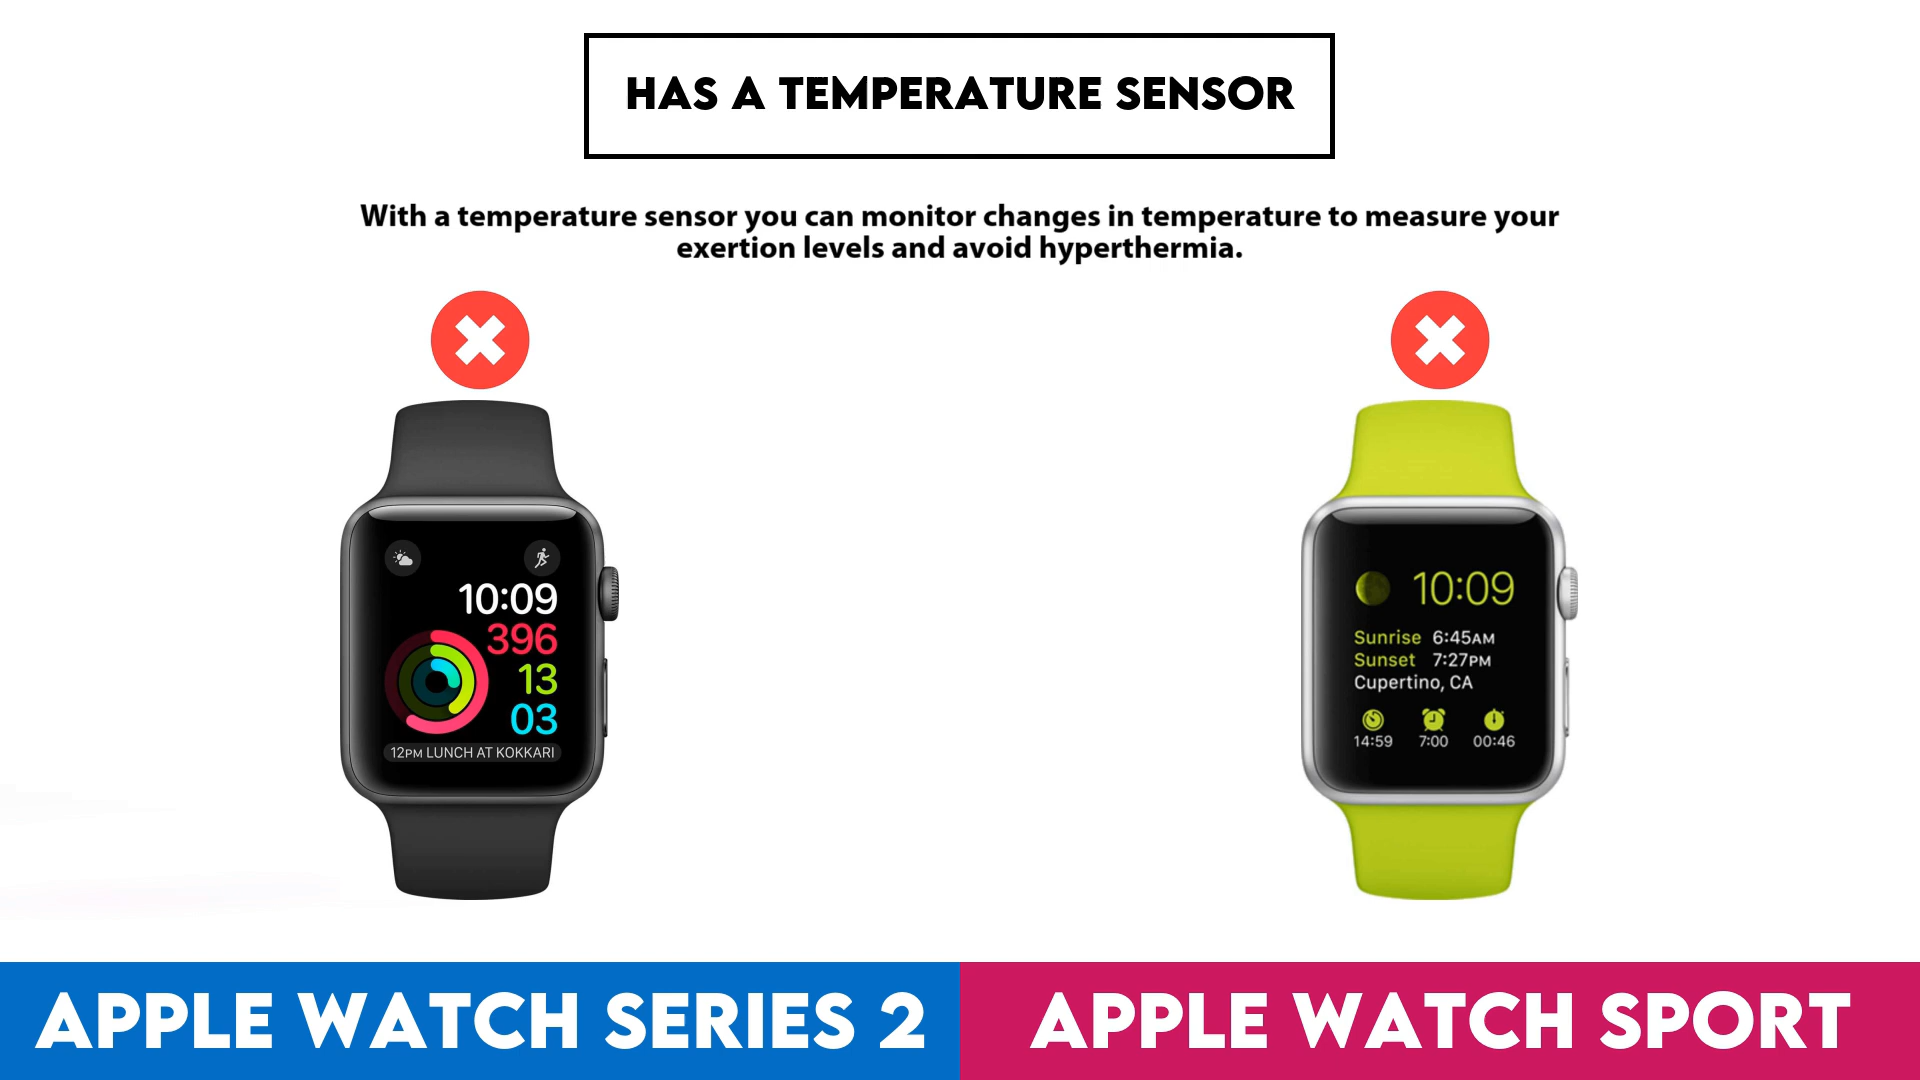 HAS A TEMPERATURE SENSOR
With a temperature sensor you can monitor changes in temperature to measure your
exertion levels and avoid hyperthermia.
10:09
396
13
03
12PM LUNCH AT KOKKARI
10:09
Sunrise 6:45AM
Sunset 7:27PM
Cupertino, CA
14:59 7:00 00:46
APPLE WATCH SERIES 2
APPLE WATCH SPORT